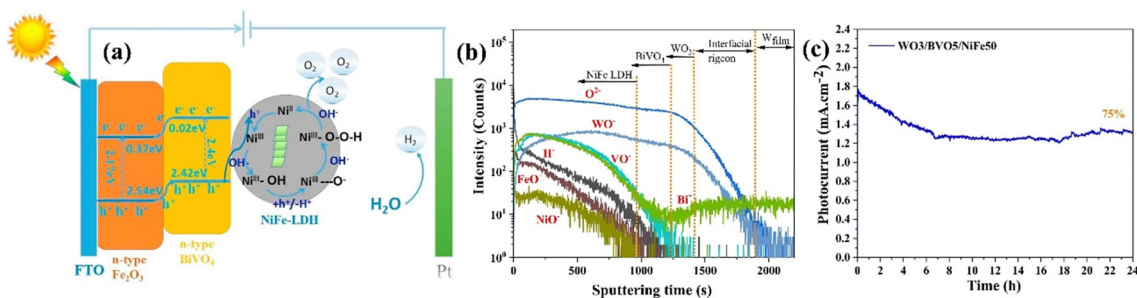 (a)
O₂
O₂
O₂
e⁻ e⁻ e⁻
0.02eV
e⁻
0.37eV
2.17eV
2.4eV
2.42eV
h⁺ h⁺ h⁺
2.54eV
h⁺ h⁺ h⁺
h⁺
Niᴵᴵ
OH⁻
Niᴵᴵᴵ
Niᴵᴵᴵ- O-O-H
OH⁻
OH⁻
Niᴵᴵᴵ- OH
Niᴵᴵᴵ ---O⁻
+h⁺/-H⁺
NiFe-LDH
H₂
H₂O
FTO
n-type
Fe₂O₃
n-type
BiVO₄
Pt
(b)
Intensity (Counts)
10⁵
10⁴
10³
10²
10¹
10⁰
NiFe LDH
BiVO₄
WO₃
Interfacial
rigcon
W film
O²⁻
WO⁻
VO⁻
H⁻
FeO
Bi⁻
NiO⁻
0 500 1000 1500 2000
Sputtering time (s)
(c)
Photocurrent (mA.cm⁻²)
2.4
2.2
2.0
1.8
1.6
1.4
1.2
1.0
0.8
0.6
0.4
0.2
0.0
WO3/BVO5/NiFe50
75%
0 2 4 6 8 10 12 14 16 18 20 22 24
Time (h)